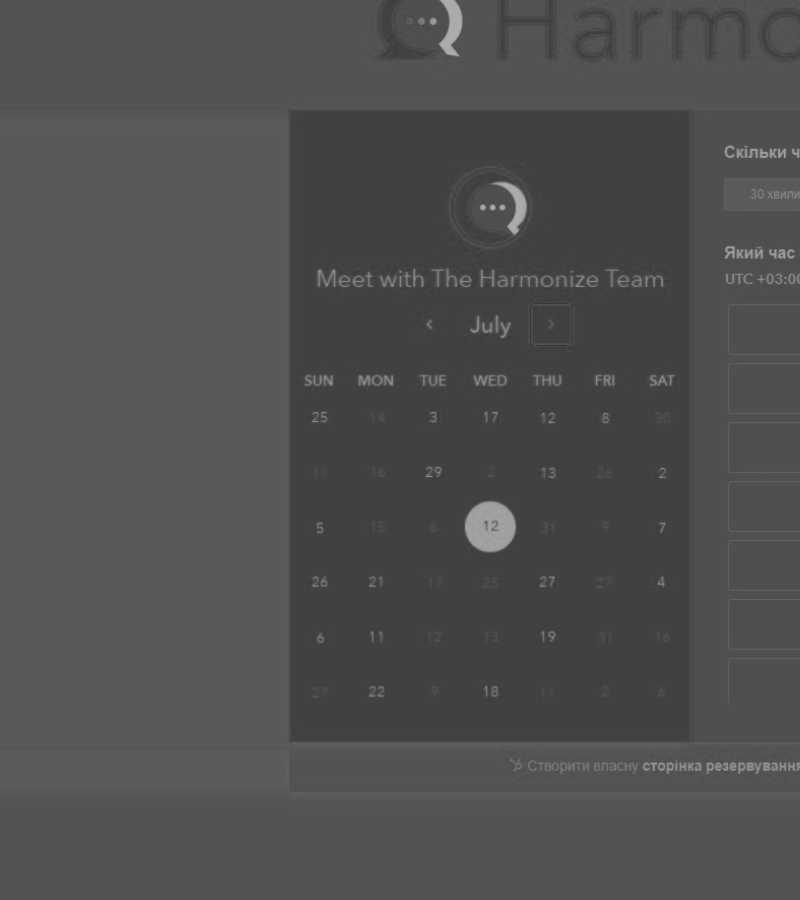 Harmo
Meet with The Harmonize Team
July
SUN MON TUE WED THU FRI SAT
25 14 3 17 12 8 30
11 16 29 2 13 26 2
5 15 6 12 31 9 7
26 21 17 25 27 27 4
6 11 12 13 19 31 16
27 22 9 18 11 2 6
Скільки ч
30 хвили
Який час
UTC +03:00
Створити власну сторінка резервування